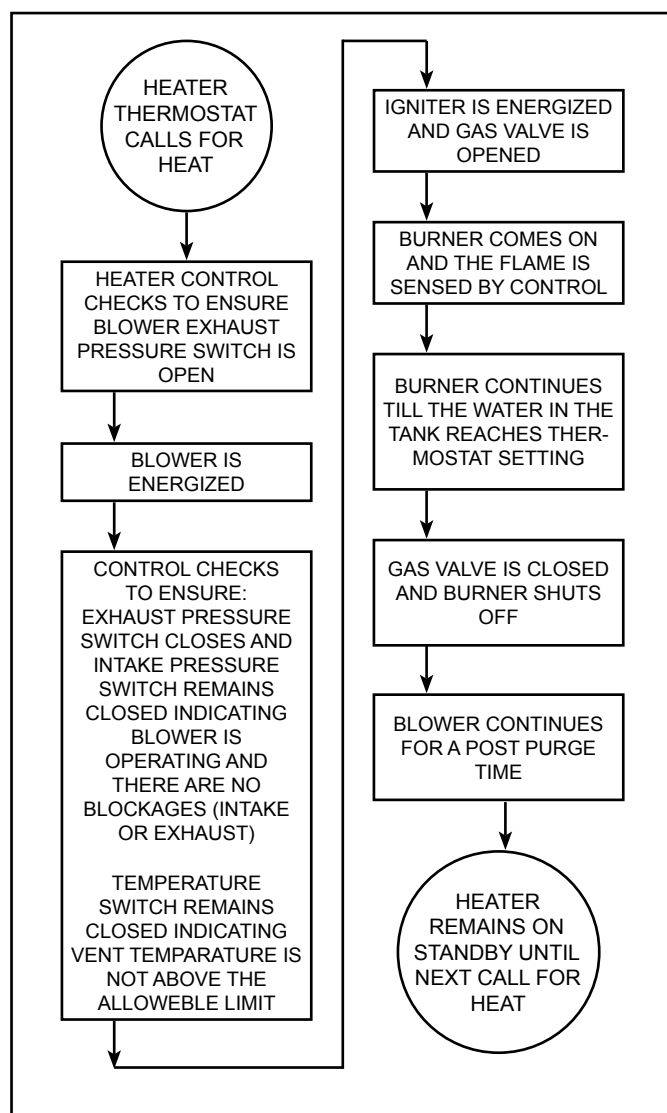 HEATER
THERMOSTAT
CALLS FOR
HEAT
HEATER CONTROL
CHECKS TO ENSURE
BLOWER EXHAUST
PRESSURE SWITCH IS
OPEN
BLOWER IS
ENERGIZED
CONTROL CHECKS
TO ENSURE:
EXHAUST PRESSURE
SWITCH CLOSES AND
INTAKE PRESSURE
SWITCH REMAINS
CLOSED INDICATING
BLOWER IS
OPERATING AND
THERE ARE NO
BLOCKAGES (INTAKE
OR EXHAUST)
TEMPERATURE
SWITCH REMAINS
CLOSED INDICATING
VENT TEMPARATURE IS
NOT ABOVE THE
ALLOWEBLE LIMIT
IGNITER IS ENERGIZED
AND GAS VALVE IS
OPENED
BURNER COMES ON
AND THE FLAME IS
SENSED BY CONTROL
BURNER CONTINUES
TILL THE WATER IN THE
TANK REACHES THER-
MOSTAT SETTING
GAS VALVE IS CLOSED
AND BURNER SHUTS
OFF
BLOWER CONTINUES
FOR A POST PURGE
TIME
HEATER
REMAINS ON
STANDBY UNTIL
NEXT CALL FOR
HEAT